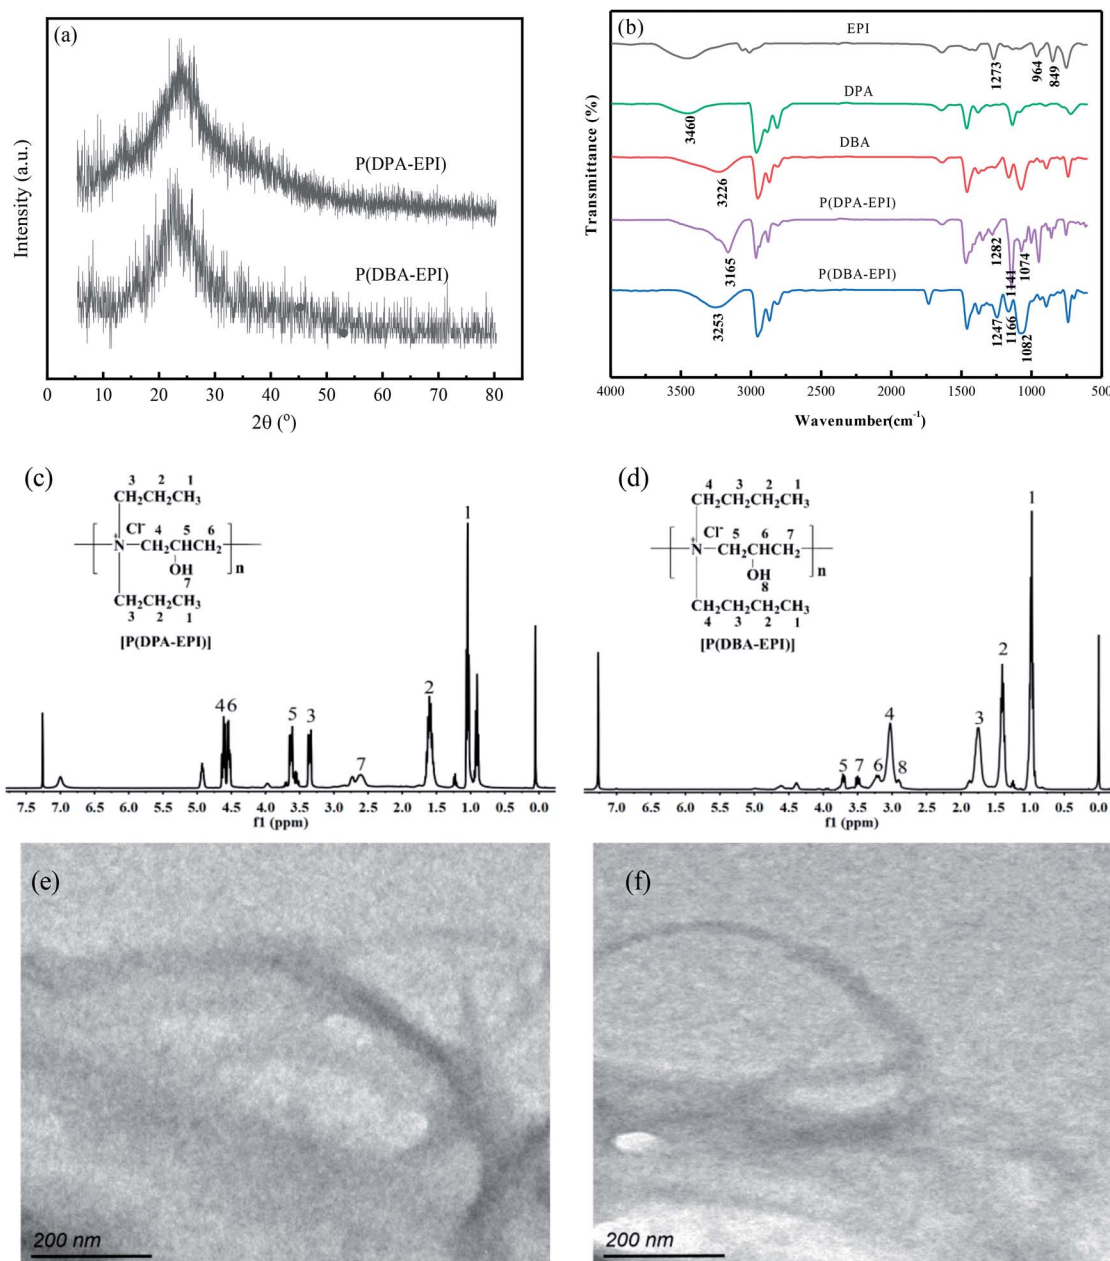 (a)
Intensity (a.u.)
P(DPA-EPI)
P(DBA-EPI)
0 10 20 30 40 50 60 70 80
2θ (°)
(b)
Transmittance (%)
EPI
1273 964 849
DPA
3460
DBA
3226
P(DPA-EPI)
3165 1282 1141 1074
P(DBA-EPI)
3253 1247 1166 1082
4000 3500 3000 2500 2000 1500 1000 500
Wavenumber(cm⁻¹)
(c)
3 2 1
CH₂CH₂CH₃
Cl⁻ 4 5 6
N⁺ CH₂CHCH₂ n
OH
7
CH₂CH₂CH₃
3 2 1
[P(DPA-EPI)]
4 6 5 3 7 2 1
7.5 7.0 6.5 6.0 5.5 5.0 4.5 4.0 3.5 3.0 2.5 2.0 1.5 1.0 0.5 0.0
f1 (ppm)
(d)
4 3 2 1
CH₂CH₂CH₂CH₃
Cl⁻ 5 6 7
N⁺ CH₂CHCH₂ n
OH
8
CH₂CH₂CH₂CH₃
4 3 2 1
[P(DBA-EPI)]
5 7 6 4 8 3 2 1
7.0 6.5 6.0 5.5 5.0 4.5 4.0 3.5 3.0 2.5 2.0 1.5 1.0 0.5 0.0
f1 (ppm)
(e)
200 nm
(f)
200 nm